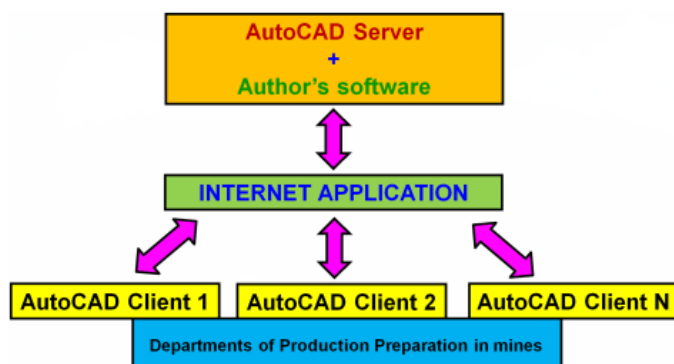 AutoCAD Server
+
Author's software
INTERNET APPLICATION
AutoCAD Client 1
AutoCAD Client 2
AutoCAD Client N
Departments of Production Preparation in mines